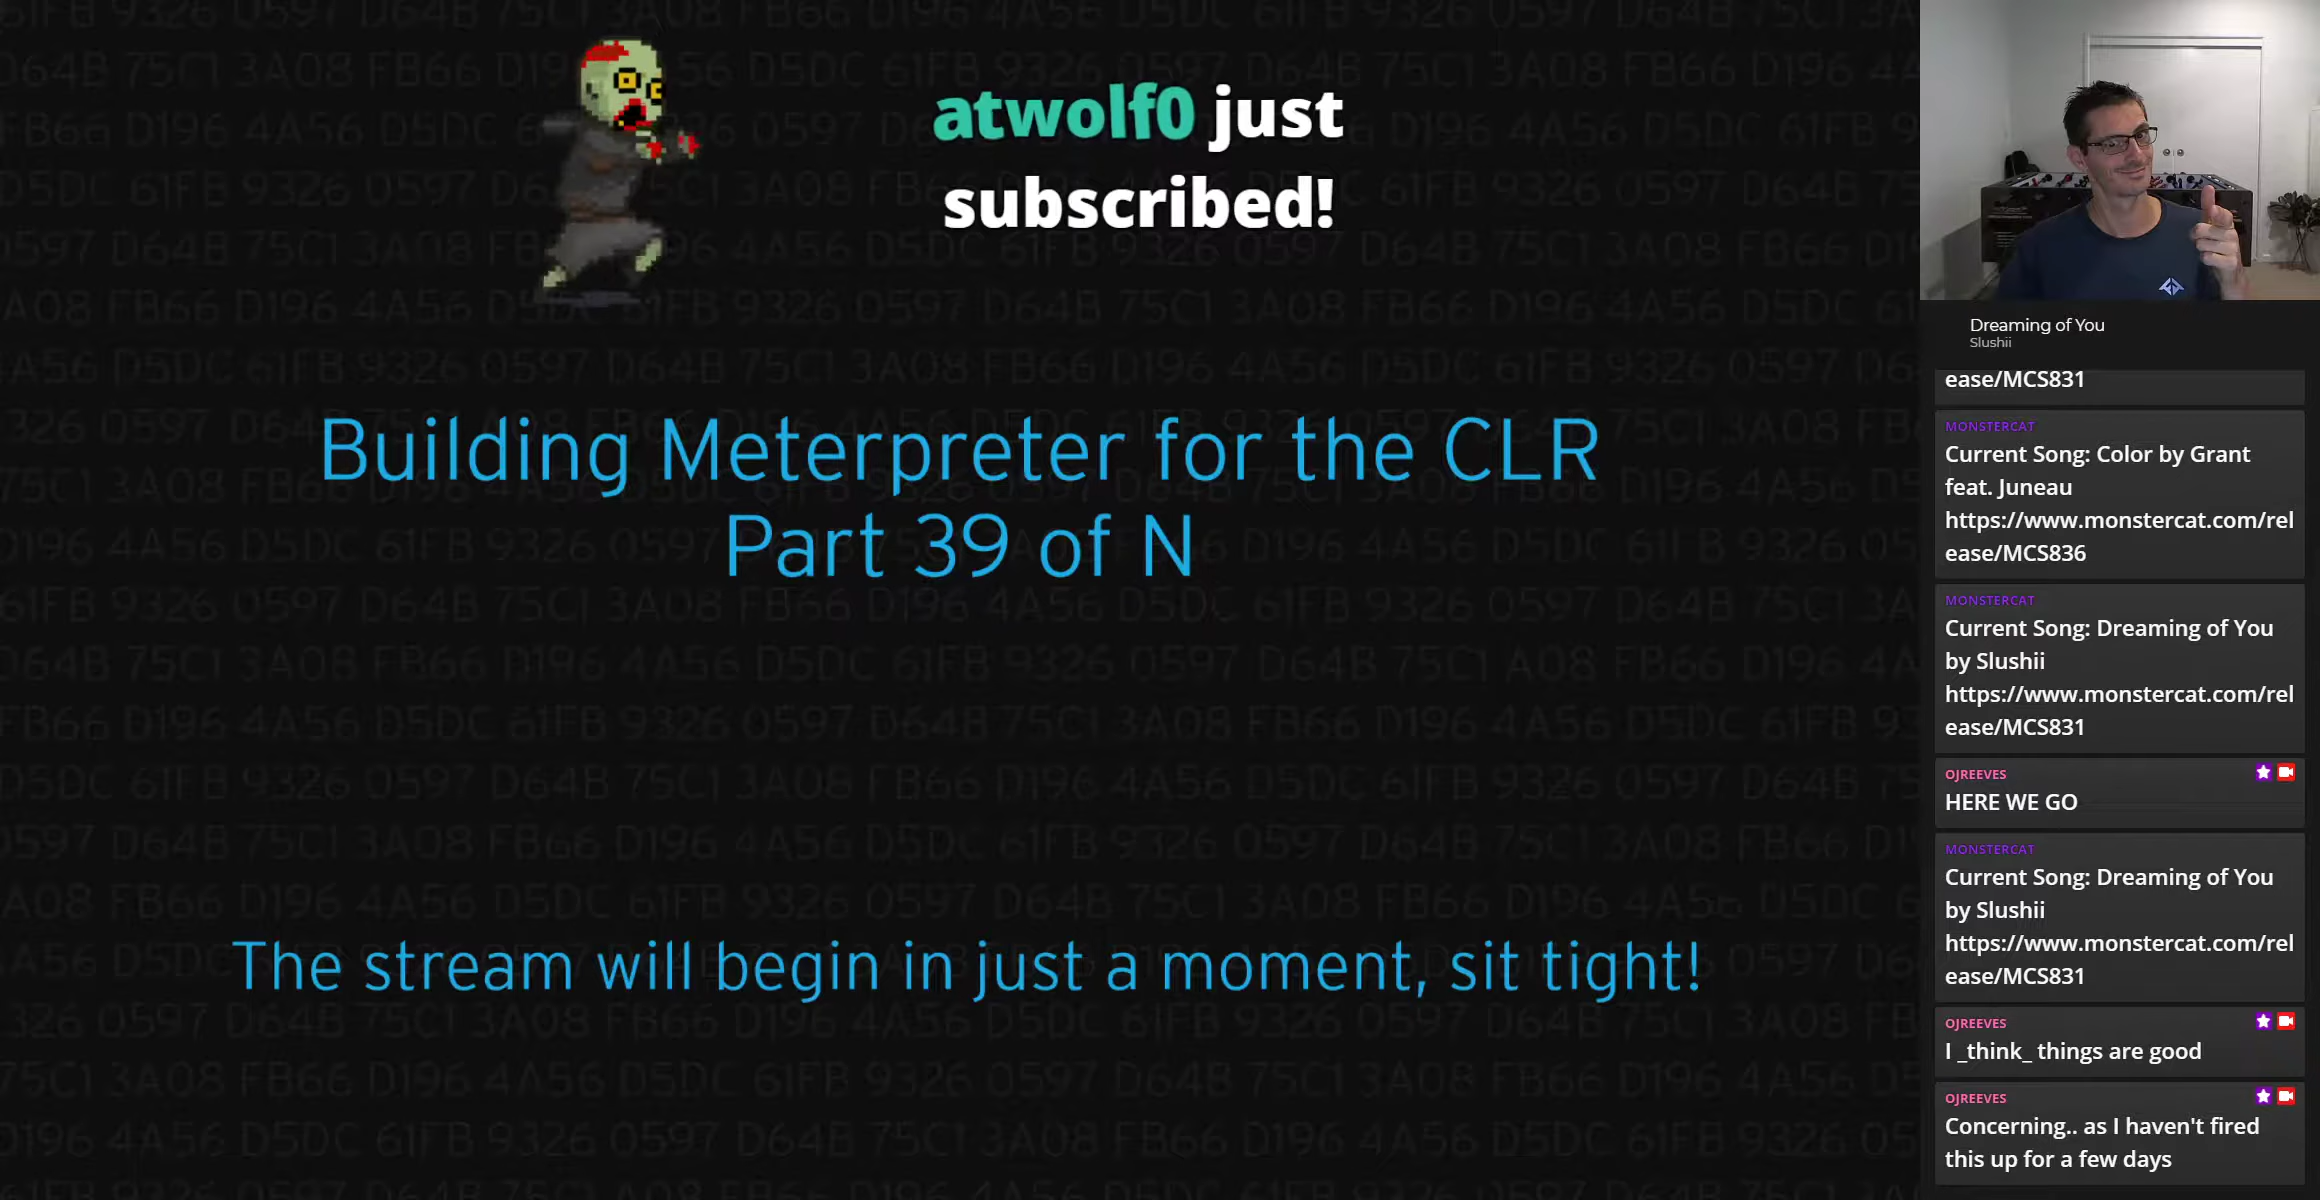 atwolf0 just
subscribed!
Building Meterpreter for the CLR
Part 39 of N
The stream will begin in just a moment, sit tight!
Dreaming of You
Slushii
ease/MCS831
MONSTERCAT
Current Song: Color by Grant
feat. Juneau
https://www.monstercat.com/rel
ease/MCS836
MONSTERCAT
Current Song: Dreaming of You
by Slushii
https://www.monstercat.com/rel
ease/MCS831
OJREEVES
HERE WE GO
MONSTERCAT
Current Song: Dreaming of You
by Slushii
https://www.monstercat.com/rel
ease/MCS831
OJREEVES
I _think_ things are good
OJREEVES
Concerning.. as I haven't fired
this up for a few days